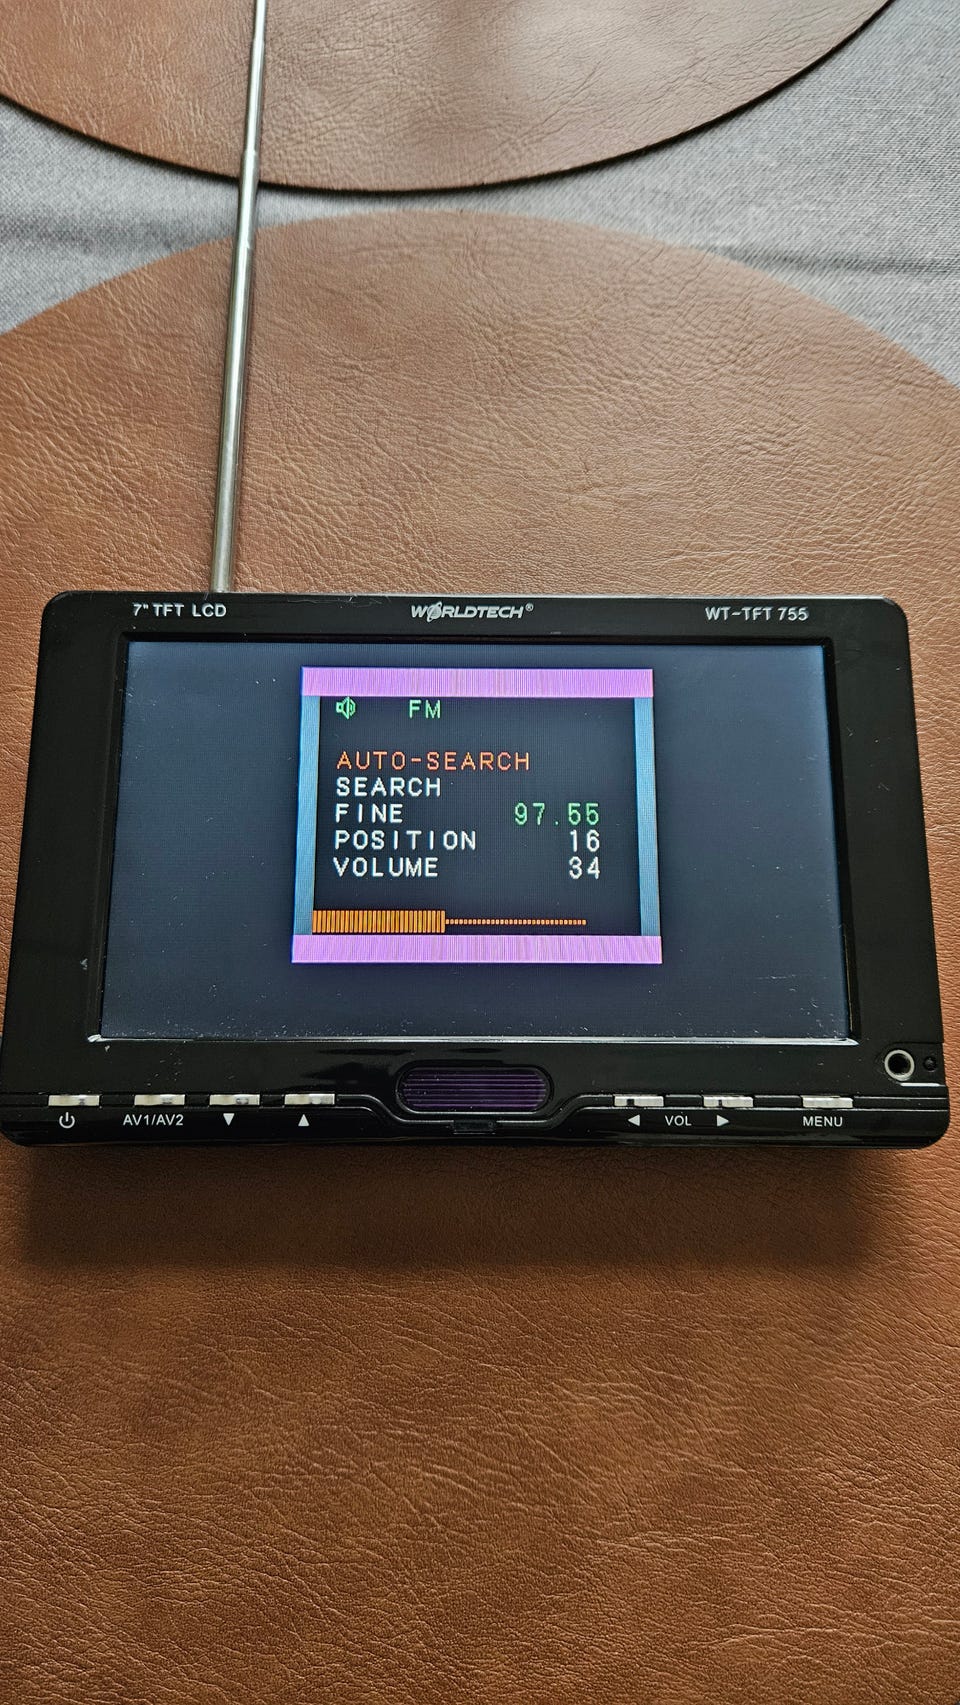 7" TFT LCD WORLDTECH® WT-TFT 755
FM
AUTO-SEARCH
SEARCH
FINE 97.55
POSITION 16
VOLUME 34
AV1/AV2 ▼ ▲ ◀ VOL ▶ MENU